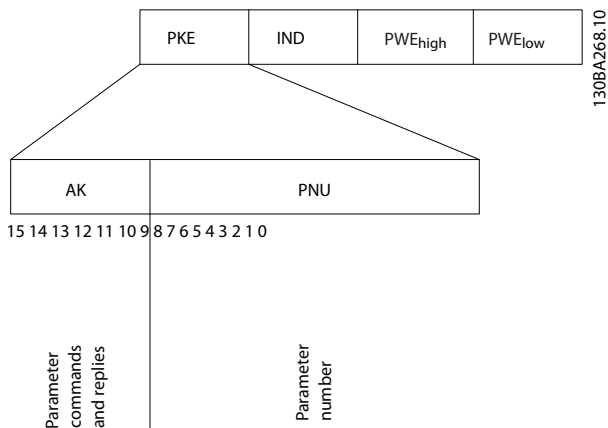 PKE IND PWEhigh PWElow
130BA268.10
AK PNU
15 14 13 12 11 10 9 8 7 6 5 4 3 2 1 0
Parameter
commands
and replies
Parameter
number